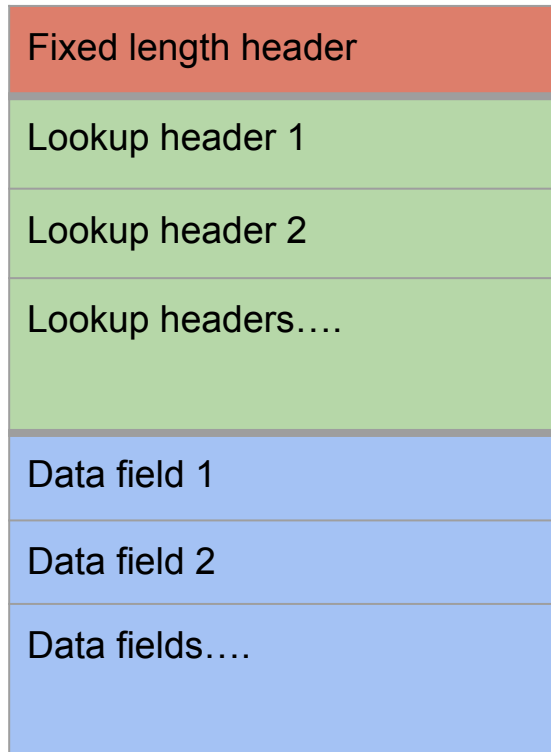 Fixed length header
Lookup header 1
Lookup header 2
Lookup headers….
Data field 1
Data field 2
Data fields….